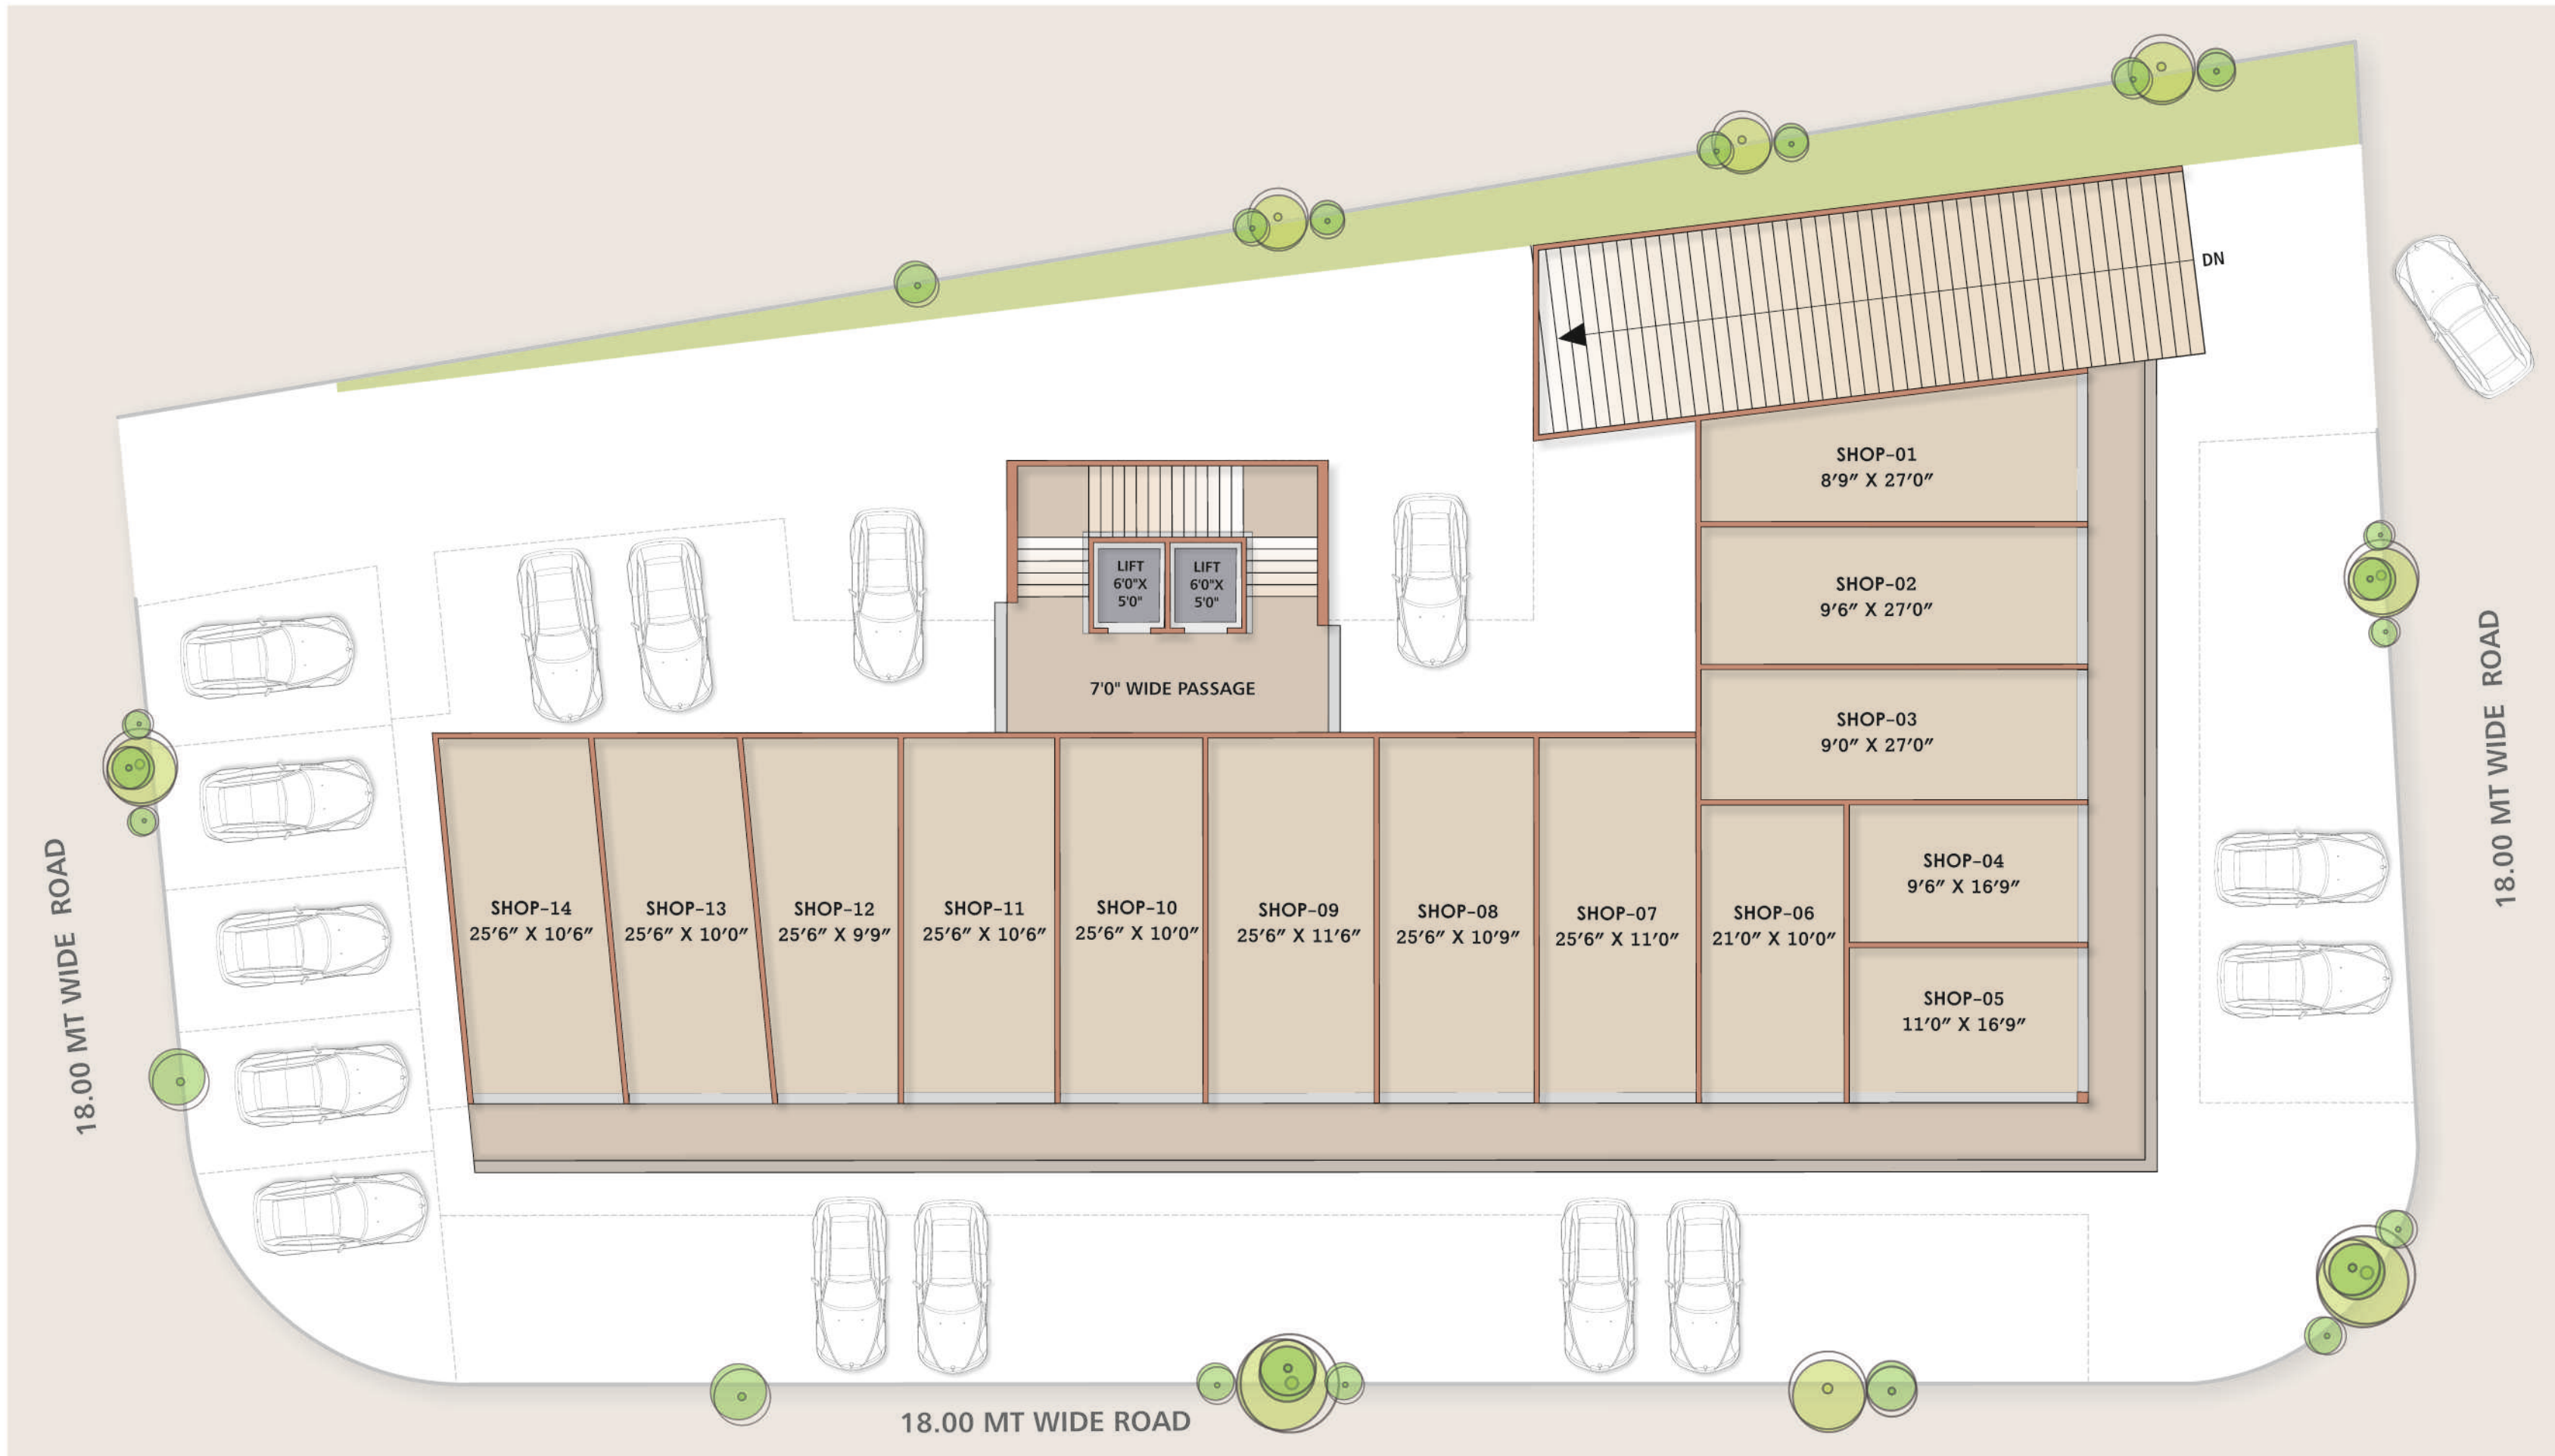 DN
SHOP-01
8'9" X 27'0"
SHOP-02
9'6" X 27'0"
SHOP-03
9'0" X 27'0"
LIFT
6'0"X
5'0"
LIFT
6'0"X
5'0"
7'0" WIDE PASSAGE
SHOP-04
9'6" X 16'9"
SHOP-05
11'0" X 16'9"
SHOP-14
25'6" X 10'6"
SHOP-13
25'6" X 10'0"
SHOP-12
25'6" X 9'9"
SHOP-11
25'6" X 10'6"
SHOP-10
25'6" X 10'0"
SHOP-09
25'6" X 11'6"
SHOP-08
25'6" X 10'9"
SHOP-07
25'6" X 11'0"
SHOP-06
21'0" X 10'0"
18.00 MT WIDE ROAD
18.00 MT WIDE ROAD
18.00 MT WIDE ROAD